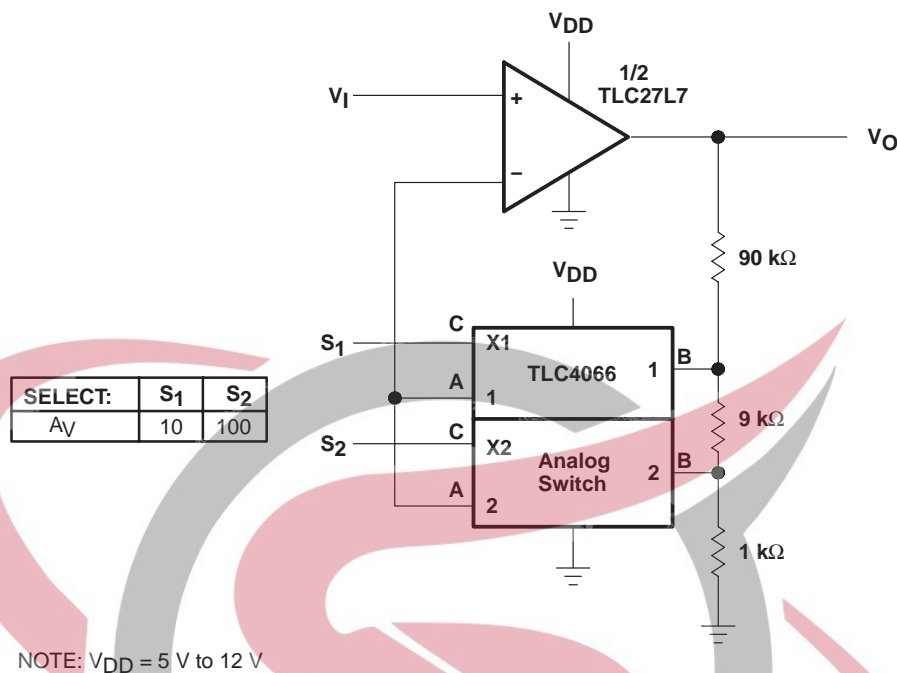 VDD
1/2
TLC27L7
VI
+
VO
−
90 kΩ
VDD
C
S1
X1
B
TLC4066
1
A
1
SELECT: S1 S2
AV 10 100
9 kΩ
C
S2
X2
B
Analog
Switch
2
A
2
1 kΩ
NOTE: VDD = 5 V to 12 V